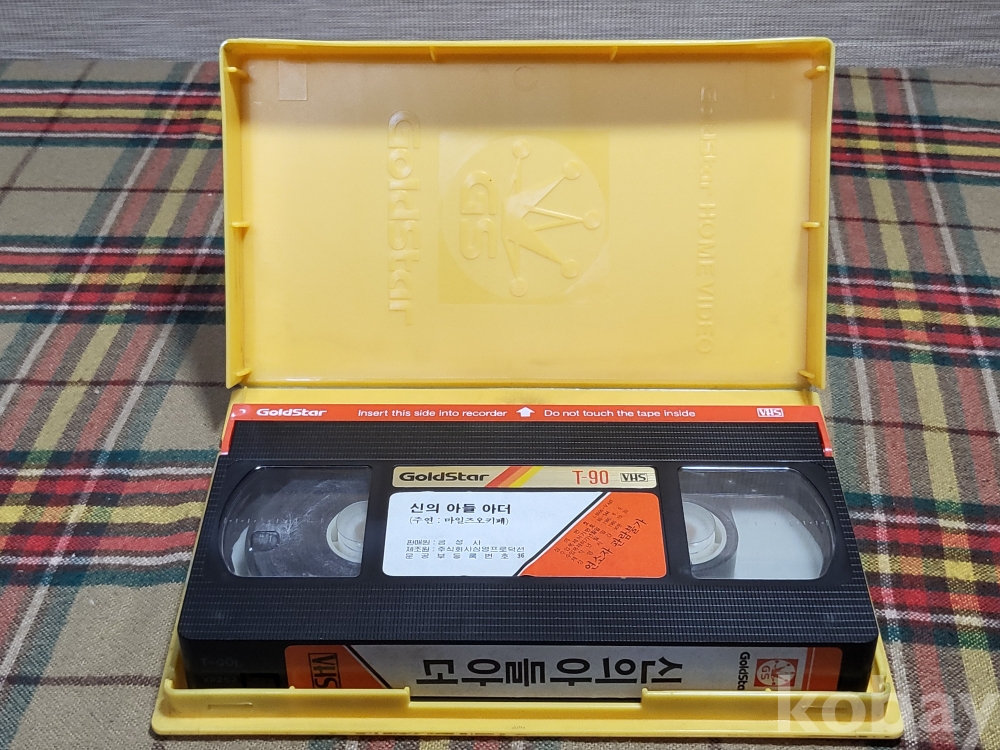 GoldStar
GS
HOME VIDEO
GoldStar Insert this side into recorder Do not touch the tape inside VHS
GoldStar T-90 VHS
신의 아들 아더
(주연 : 마일즈오키페)
판매원 : 금성사
제조원 : 주식회사삼영프로덕션
문공부등록번호
연소자 관람불가
VHS 신의아들아더 GoldStar GS
kobay